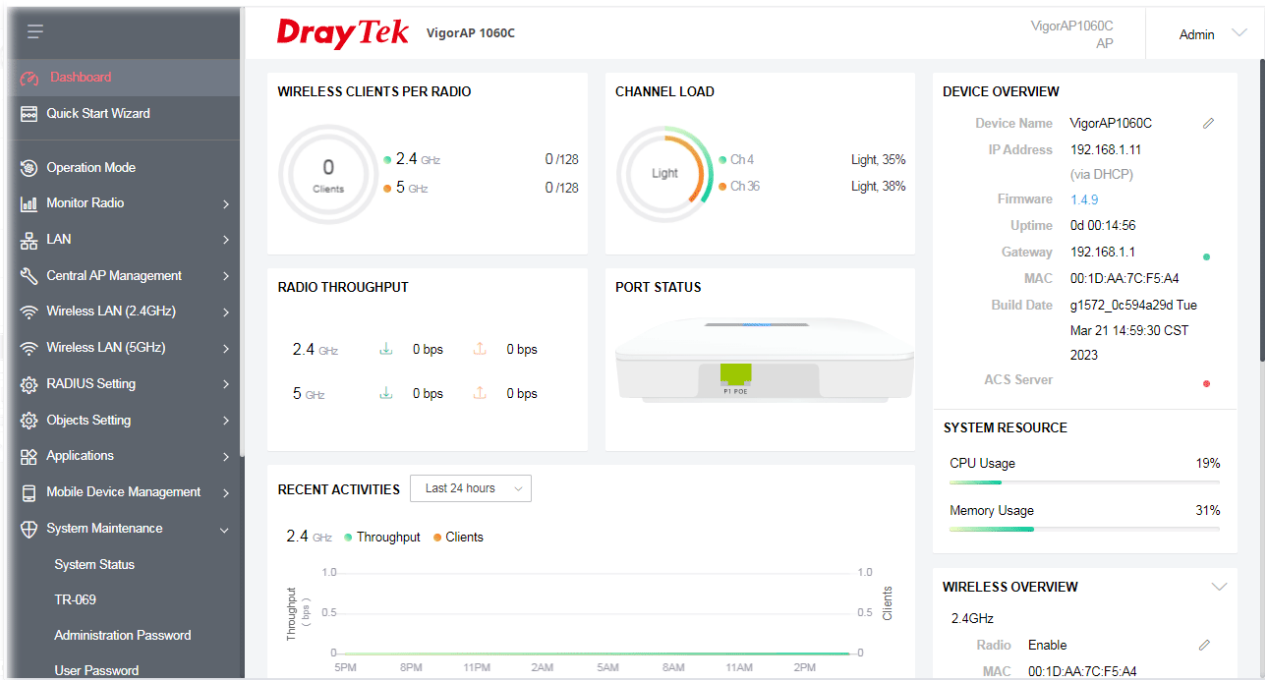 DrayTek VigorAP 1060C
VigorAP1060C
AP
Admin
Dashboard
Quick Start Wizard
Operation Mode
Monitor Radio
LAN
Central AP Management
Wireless LAN (2.4GHz)
Wireless LAN (5GHz)
RADIUS Setting
Objects Setting
Applications
Mobile Device Management
System Maintenance
System Status
TR-069
Administration Password
User Password
WIRELESS CLIENTS PER RADIO
0
Clients
2.4 GHz 0 /128
5 GHz 0 /128
CHANNEL LOAD
Light
Ch 4 Light, 35%
Ch 36 Light, 38%
RADIO THROUGHPUT
2.4 GHz 0 bps 0 bps
5 GHz 0 bps 0 bps
PORT STATUS
P1 POE
RECENT ACTIVITIES Last 24 hours
2.4 GHz Throughput Clients
Throughput
( bps )
1.0 1.0
0.5 0.5
0 0
Clients
5PM 8PM 11PM 2AM 5AM 8AM 11AM 2PM
DEVICE OVERVIEW
Device Name VigorAP1060C
IP Address 192.168.1.11
(via DHCP)
Firmware 1.4.9
Uptime 0d 00:14:56
Gateway 192.168.1.1
MAC 00:1D:AA:7C:F5:A4
Build Date g1572_0c594a29d Tue
Mar 21 14:59:30 CST
2023
ACS Server
SYSTEM RESOURCE
CPU Usage 19%
Memory Usage 31%
WIRELESS OVERVIEW
2.4GHz
Radio Enable
MAC 00:1D:AA:7C:F5:A4